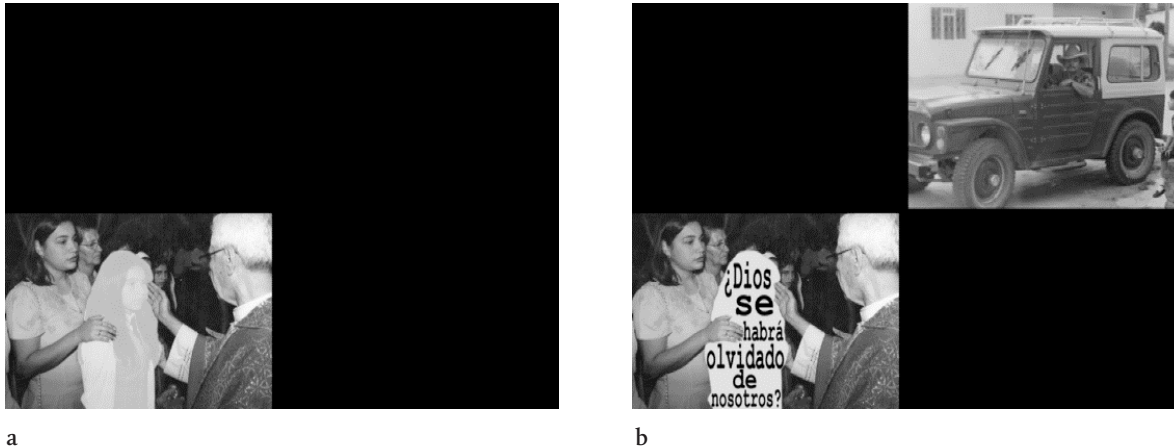 ¿Dios
se
habrá
olvidado
de
nosotros?
a
b